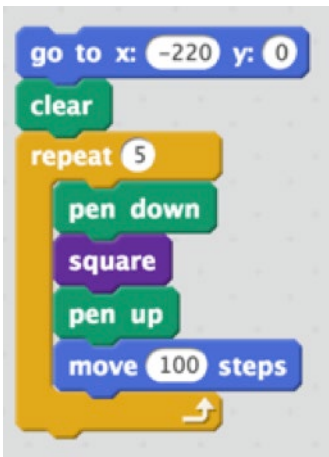 go to x: -220 y: 0
clear
repeat 5
pen down
square
pen up
move 100 steps